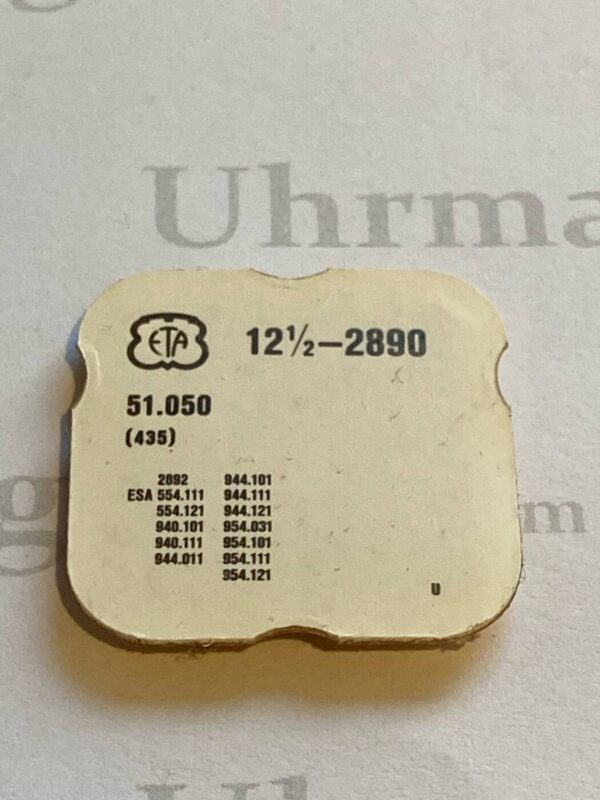 Uhrma
ETA 12½–2890
51.050
(435)
2892 944.101
ESA 554.111 944.111
554.121 944.121
940.101 954.031
940.111 954.101
944.011 954.111
954.121
U
m
Uhrma